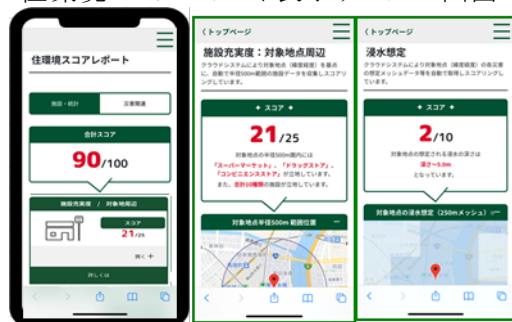 住環境スコアレポート
施設・統計
災害関連
合計スコア
90/100
施設充実度 / 対象地周辺
スコア
21/25
開く +
詳しくは
〈 トップページ
施設充実度：対象地点周辺
クラウドシステムにより対象地点（緯度経度）を基点
に、自動で半径500m範囲の施設データを収集しスコアリン
グしています。
✦ スコア ✦
21/25
対象地点の半径500m圏内には
「スーパーマーケット」、「ドラッグストア」、
「コンビニエンスストア」が立地しています。
また、合計10種類の施設が立地しています。
対象地点半径500m 範囲位置 −
〈 トップページ
浸水想定
クラウドシステムにより対象地点（緯度経度）の各災害
の想定メッシュデータ等を自動で取得しスコアリングし
ています。
✦ スコア ✦
2/10
対象地点の想定される浸水の深さは
深さ~5.0m
となっています。
対象地点の浸水想定（250mメッシュ） −